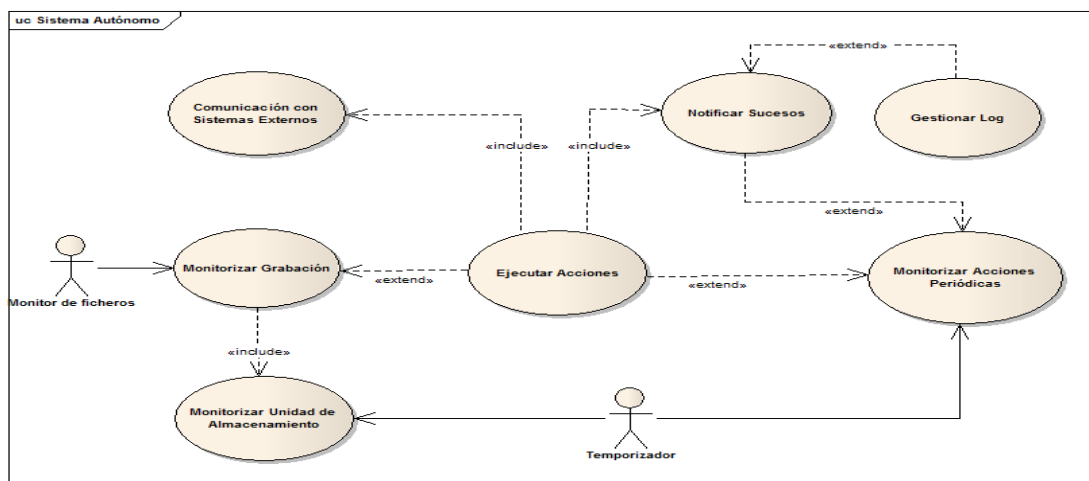 uc Sistema Autónomo
«extend»
Comunicación con
Sistemas Externos
Notificar Sucesos
Gestionar Log
«include»
«include»
«extend»
Monitorizar Grabación
Ejecutar Acciones
Monitorizar Acciones
Periódicas
«extend»
«extend»
Monitor de ficheros
«include»
Monitorizar Unidad de
Almacenamiento
Temporizador